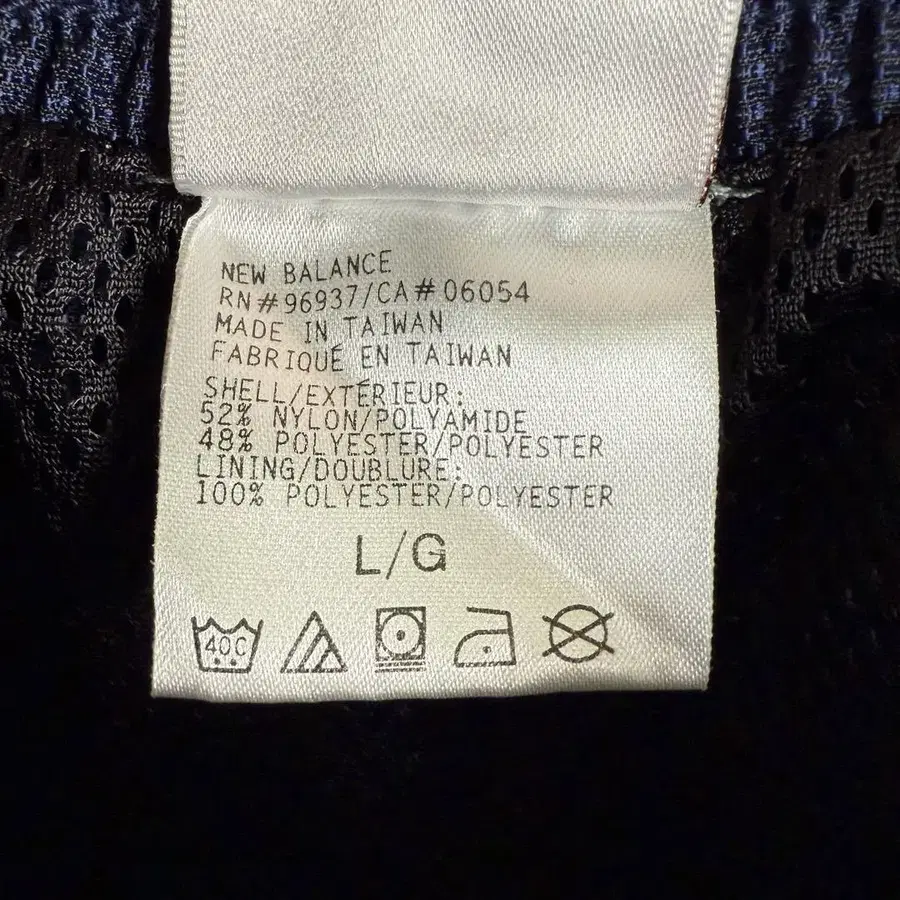 NEW BALANCE
RN#96937/CA#06054
MADE IN TAIWAN
FABRIQUÉ EN TAIWAN
SHELL/EXTÉRIEUR:
52% NYLON/POLYAMIDE
48% POLYESTER/POLYESTER
LINING/DOUBLURE:
100% POLYESTER/POLYESTER
L/G
40C